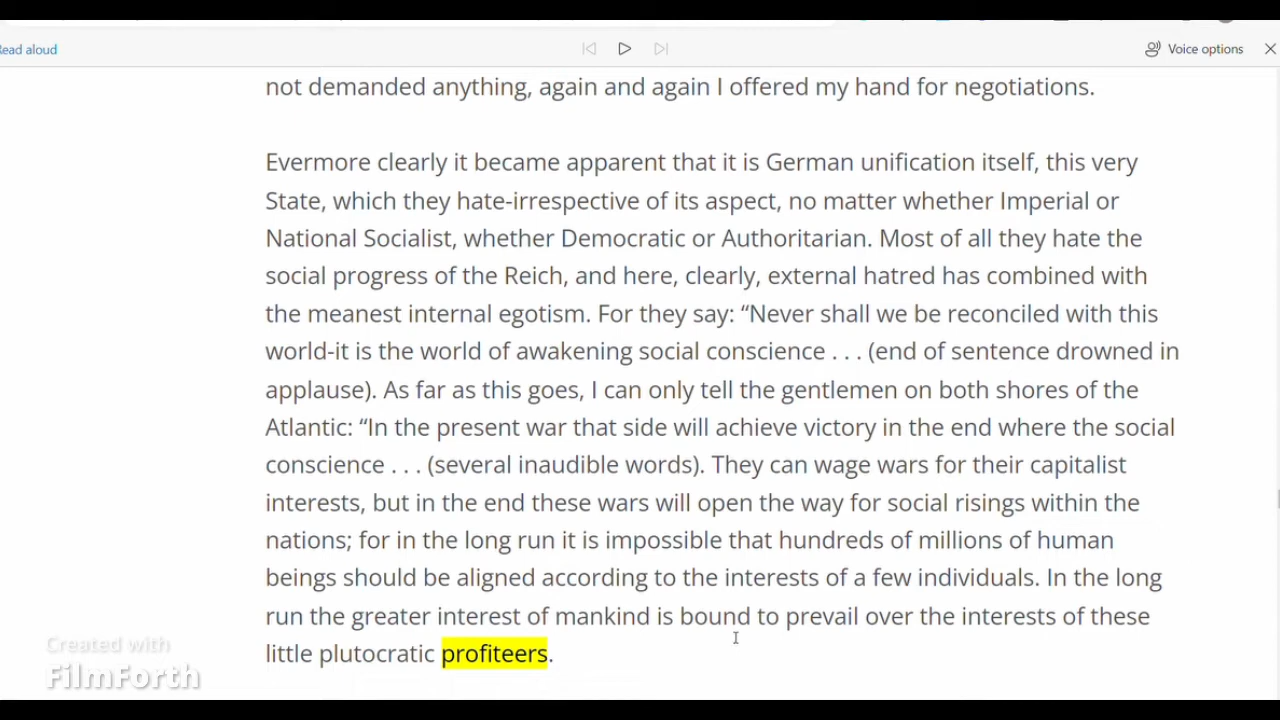 Read aloud
Voice options
not demanded anything, again and again I offered my hand for negotiations.
Evermore clearly it became apparent that it is German unification itself, this very
State, which they hate-irrespective of its aspect, no matter whether Imperial or
National Socialist, whether Democratic or Authoritarian. Most of all they hate the
social progress of the Reich, and here, clearly, external hatred has combined with
the meanest internal egotism. For they say: “Never shall we be reconciled with this
world-it is the world of awakening social conscience . . . (end of sentence drowned in
applause). As far as this goes, I can only tell the gentlemen on both shores of the
Atlantic: “In the present war that side will achieve victory in the end where the social
conscience . . . (several inaudible words). They can wage wars for their capitalist
interests, but in the end these wars will open the way for social risings within the
nations; for in the long run it is impossible that hundreds of millions of human
beings should be aligned according to the interests of a few individuals. In the long
run the greater interest of mankind is bound to prevail over the interests of these
little plutocratic profiteers.
Created with
FilmForth